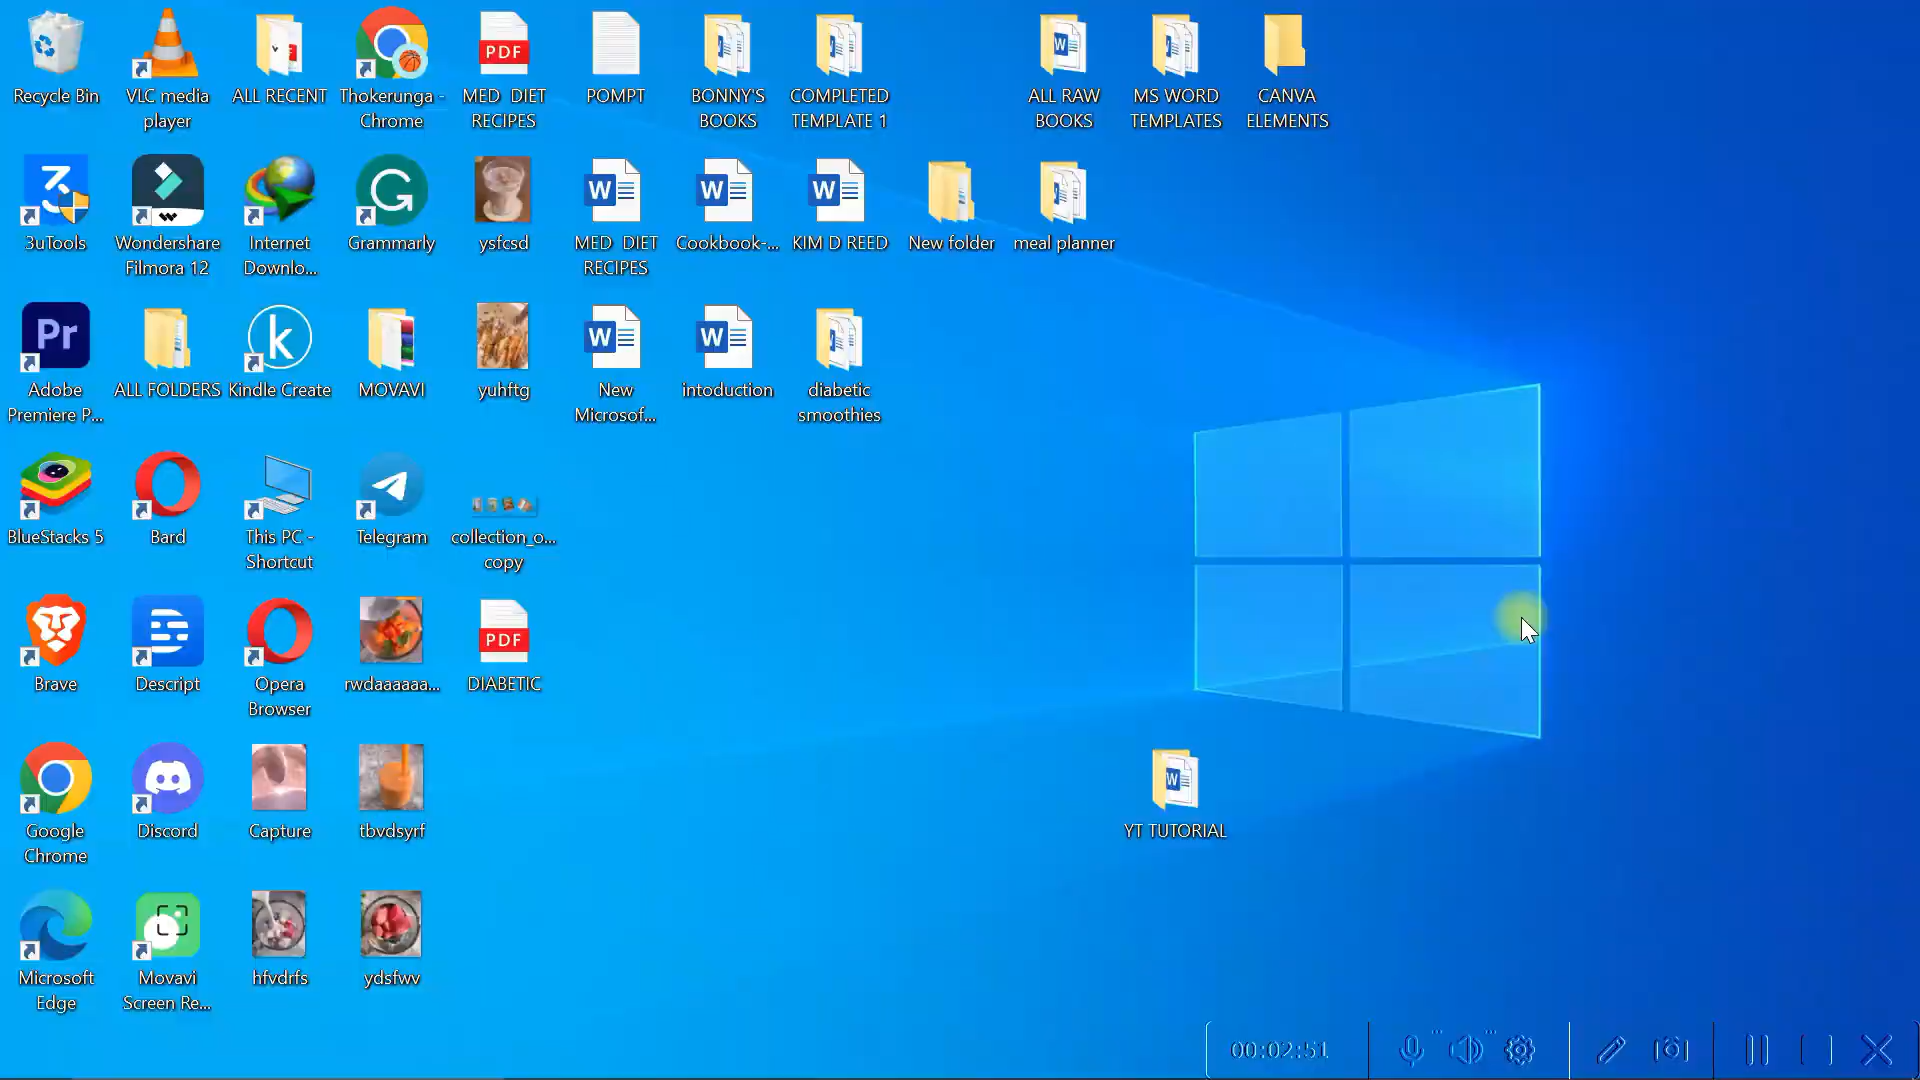 Recycle Bin
VLC media
player
ALL RECENT
Thokerunga -
Chrome
PDF
MED DIET
RECIPES
POMPT
BONNY'S
BOOKS
COMPLETED
TEMPLATE 1
ALL RAW
BOOKS
MS WORD
TEMPLATES
CANVA
ELEMENTS
3uTools
Wondershare
Filmora 12
Internet
Downlo...
Grammarly
ysfcsd
MED DIET
RECIPES
Cookbook-...
KIM D REED
New folder
meal planner
Pr
Adobe
Premiere P...
ALL FOLDERS
Kindle Create
MOVAVI
yuhftg
New
Microsof...
intoduction
diabetic
smoothies
BlueStacks 5
Bard
This PC -
Shortcut
Telegram
collection_o...
copy
Brave
Descript
Opera
Browser
rwdaaaaaa...
PDF
DIABETIC
Google
Chrome
Discord
Capture
tbvdsyrf
YT TUTORIAL
Microsoft
Edge
Movavi
Screen Re...
hfvdrfs
ydsfwv
00:02:51